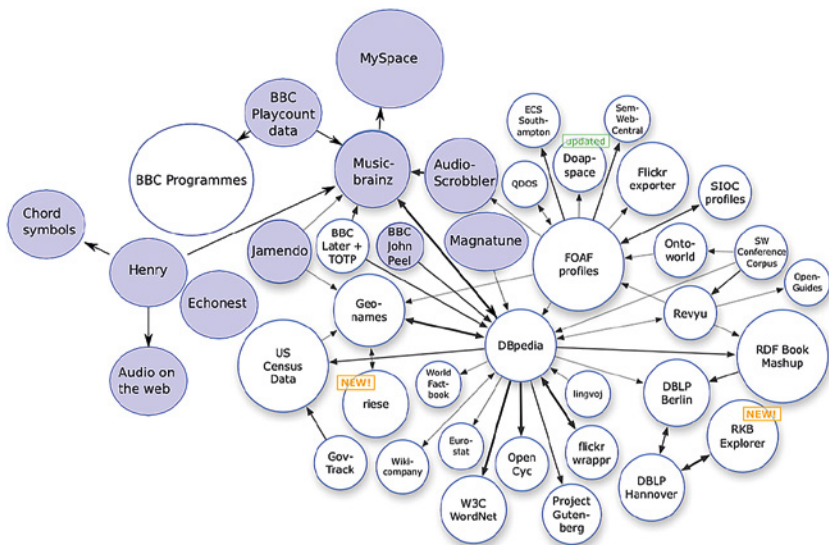 MySpace
BBC
Playcount
data
BBC Programmes
Music-
brainz
Audio-
Scrobbler
ECS
South-
ampton
Sem-
Web-
Central
updated
Doap-
space
QDOS
Flickr
exporter
SIOC
profiles
Chord
symbols
Henry
Echonest
Audio on
the web
Jamendo
BBC
Later +
TOTP
BBC
John
Peel
Magnatune
FOAF
profiles
Onto-
world
SW
Conference
Corpus
Open-
Guides
Revyu
Geo-
names
US
Census
Data
NEW!
riese
DBpedia
World
Fact-
book
lingvoj
DBLP
Berlin
RDF Book
Mashup
NEW!
RKB
Explorer
Gov-
Track
Wiki-
company
Euro-
stat
Open
Cyc
flickr
wrappr
W3C
WordNet
Project
Guten-
berg
DBLP
Hannover